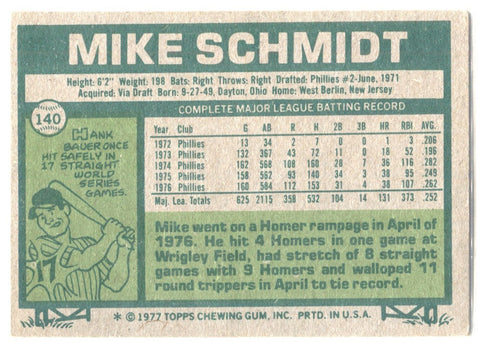 MIKE SCHMIDT
Height: 6'2" Weight: 198 Bats: Right Throws: Right Drafted: Phillies #2-June, 1971
Acquired: Via Draft Born: 9-27-49, Dayton, Ohio Home: West Berlin, New Jersey
140
COMPLETE MAJOR LEAGUE BATTING RECORD
Year Club G AB R H 2B 3B HR RBI AVG.
1972 Phillies 13 34 2 7 0 0 1 3 .206
1973 Phillies 132 367 43 72 11 0 18 52 .196
1974 Phillies 162 568 108 160 28 7 36 116 .282
1975 Phillies 158 562 93 140 34 3 38 95 .249
1976 Phillies 160 584 112 153 31 4 38 107 .262
Maj. Lea. Totals 625 2115 358 532 104 14 131 373 .252
HANK
BAUER ONCE
HIT SAFELY IN
17 STRAIGHT
WORLD
SERIES
GAMES.
17
Mike went on a Homer rampage in April of
1976. He hit 4 Homers in one game at
Wrigley Field, had stretch of 8 straight
games with 9 Homers and walloped 11
round trippers in April to tie record.
* © 1977 TOPPS CHEWING GUM, INC. PRTD. IN U.S.A.